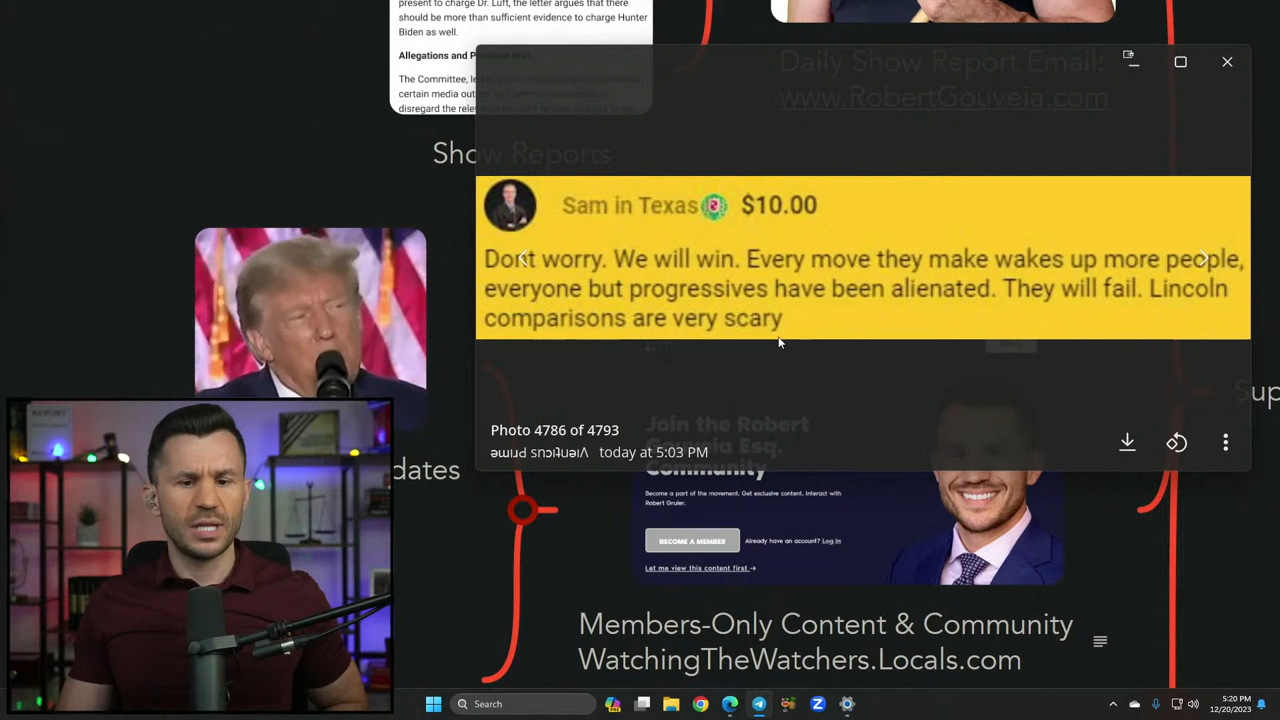 present to charge Dr. Luft, the letter argues that there
should be more than sufficient evidence to charge Hunter
Biden as well.
Allegations and
The Committee, led
certain media out
disregard the rele
Show Reports
Daily Show Report Email:
www.RobertGouveia.com
Sam in Texas $10.00
Don't worry. We will win. Every move they make wakes up more people,
everyone but progressives have been alienated. They will fail. Lincoln
comparisons are very scary
Photo 4786 of 4793
ǝɯıɹd snɔıʇuǝıΛ today at 5:03 PM
dates
Sup
Join the Robert
Gouveia Esq.
Community
Become a part of the movement. Get exclusive content. Interact with
Robert Gruler.
BECOME A MEMBER Already have an account? Log in
Let me view this content first →
Members-Only Content & Community
WatchingTheWatchers.Locals.com
Search
5:20 PM
12/20/2023